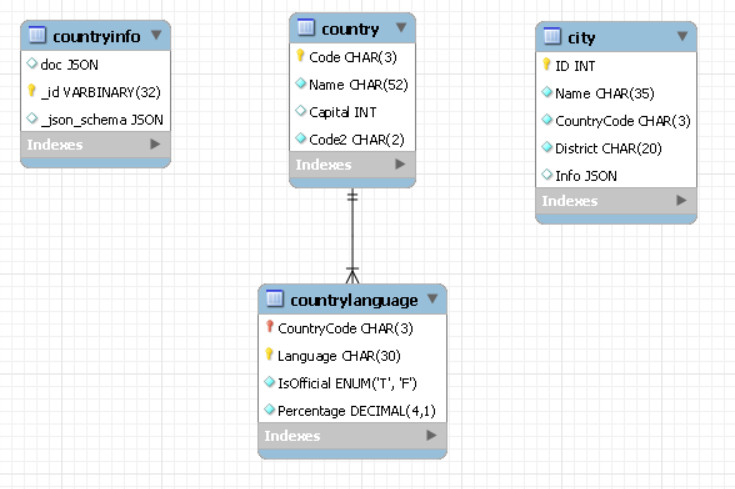 countryinfo
doc JSON
_id VARBINARY(32)
_json_schema JSON
Indexes
country
Code CHAR(3)
Name CHAR(52)
Capital INT
Code2 CHAR(2)
Indexes
city
ID INT
Name CHAR(35)
CountryCode CHAR(3)
District CHAR(20)
Info JSON
Indexes
countrylanguage
CountryCode CHAR(3)
Language CHAR(30)
IsOfficial ENUM('T', 'F')
Percentage DECIMAL(4,1)
Indexes